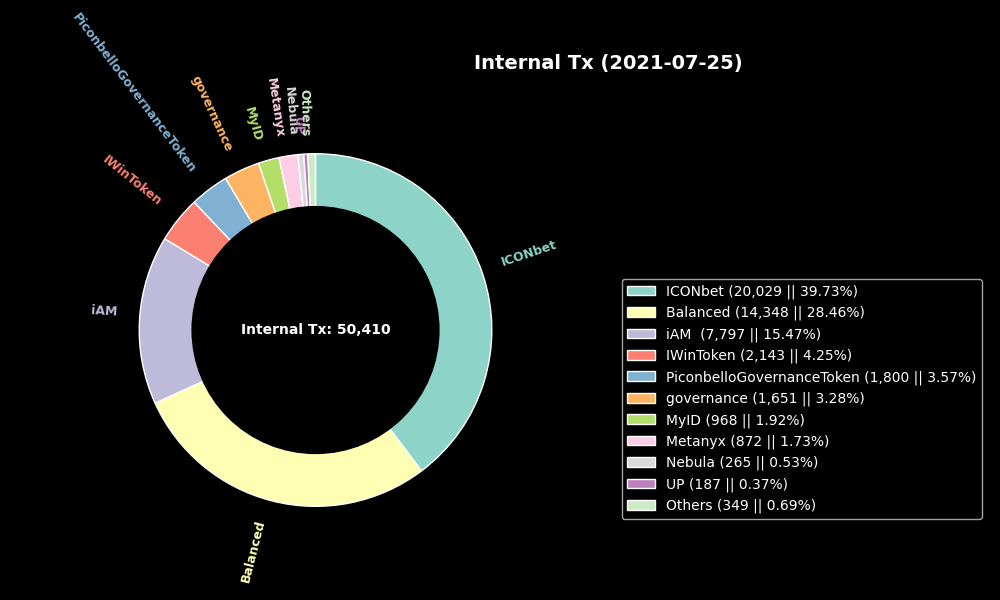 Internal Tx (2021-07-25)
PiconbelloGovernanceToken
governance
MyID
Metanyx
Nebula
UP
Others
IWinToken
ICONbet
iAM
Balanced
Internal Tx: 50,410
ICONbet (20,029 || 39.73%)
Balanced (14,348 || 28.46%)
iAM (7,797 || 15.47%)
IWinToken (2,143 || 4.25%)
PiconbelloGovernanceToken (1,800 || 3.57%)
governance (1,651 || 3.28%)
MyID (968 || 1.92%)
Metanyx (872 || 1.73%)
Nebula (265 || 0.53%)
UP (187 || 0.37%)
Others (349 || 0.69%)